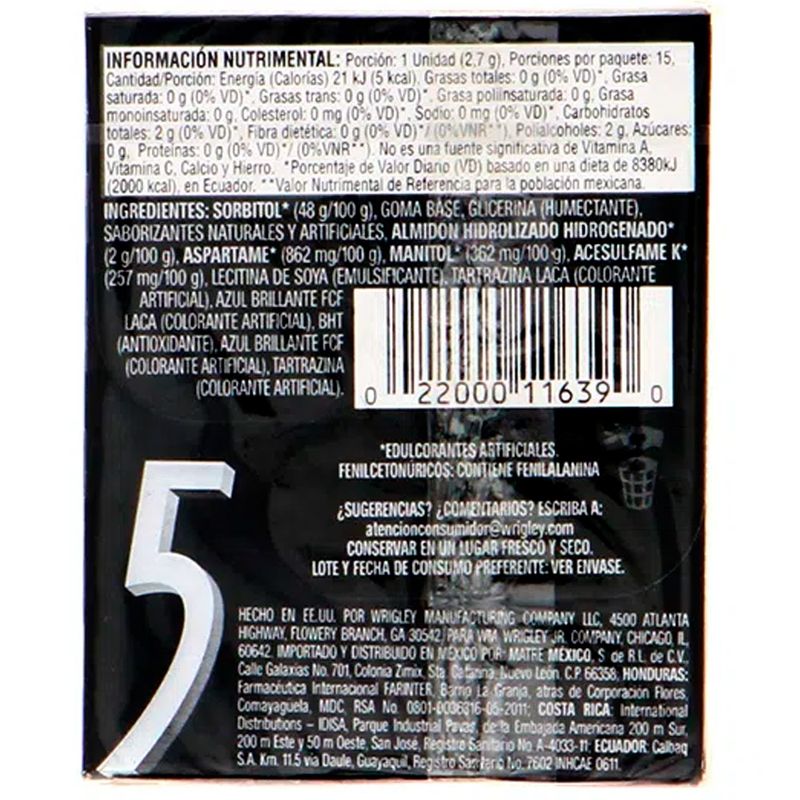 INFORMACIÓN NUTRIMENTAL: Porción: 1 Unidad (2,7 g), Porciones por paquete: 15,
Cantidad/Porción: Energía (Calorías) 21 kJ (5 kcal), Grasas totales: 0 g (0% VD)*, Grasa
saturada: 0 g (0% VD)*, Grasas trans: 0 g (0% VD)*, Grasa poliinsaturada: 0 g, Grasa
monoinsaturada: 0 g, Colesterol: 0 mg (0% VD)*, Sodio: 0 mg (0% VD)*, Carbohidratos
totales: 2 g (0% VD)*, Fibra dietética: 0 g (0% VD)*/ (0%VNR**), Polialcoholes: 2 g, Azúcares:
0 g, Proteínas: 0 g (0% VD)*/ (0%VNR**). No es una fuente significativa de Vitamina A,
Vitamina C, Calcio y Hierro. *Porcentaje de Valor Diario (VD) basado en una dieta de 8380kJ
(2000 kcal), en Ecuador. **Valor Nutrimental de Referencia para la población mexicana.
INGREDIENTES: SORBITOL* (48 g/100 g), GOMA BASE, GLICERINA (HUMECTANTE),
SABORIZANTES NATURALES Y ARTIFICIALES, ALMIDON HIDROLIZADO HIDROGENADO*
(2 g/100 g), ASPARTAME* (862 mg/100 g), MANITOL* (362 mg/100 g), ACESULFAME K*
(257 mg/100 g), LECITINA DE SOYA (EMULSIFICANTE), TARTRAZINA LACA (COLORANTE
ARTIFICIAL), AZUL BRILLANTE FCF
LACA (COLORANTE ARTIFICIAL), BHT
(ANTIOXIDANTE), AZUL BRILLANTE FCF
(COLORANTE ARTIFICIAL), TARTRAZINA
(COLORANTE ARTIFICIAL).
0 22000 11639 0
*EDULCORANTES ARTIFICIALES.
FENILCETONÚRICOS: CONTIENE FENILALANINA
¿SUGERENCIAS? ¿COMENTARIOS? ESCRIBA A:
atencionconsumidor@wrigley.com
CONSERVAR EN UN LUGAR FRESCO Y SECO.
LOTE Y FECHA DE CONSUMO PREFERENTE: VER ENVASE.
5
HECHO EN EE.UU. POR WRIGLEY MANUFACTURING COMPANY LLC, 4500 ATLANTA
HIGHWAY, FLOWERY BRANCH, GA 30542, PARA WM. WRIGLEY JR. COMPANY, CHICAGO, IL
60642. IMPORTADO Y DISTRIBUIDO EN MÉXICO POR: MATRE MÉXICO, S. de R.L. de C.V.,
Calle Galaxias No. 701, Colonia Zimix, Sta. Catarina, Nuevo León. C.P. 66358, HONDURAS:
Farmacéutica Internacional FARINTER, Barrio La Granja, atras de Corporación Flores,
Comayaguela, MDC, RSA No. 0801-0036316-06-2011; COSTA RICA: International
Distributions – IDISA, Parque Industrial Pavas, de la Embajada Americana 200 m Sur,
200 m Este y 50 m Oeste, San José, Registro Sanitario No. A-4033-11; ECUADOR: Calbaq
S.A. Km. 11.5 via Daule, Guayaquil, Registro Sanitario No. 7602 INHCAE 0611.